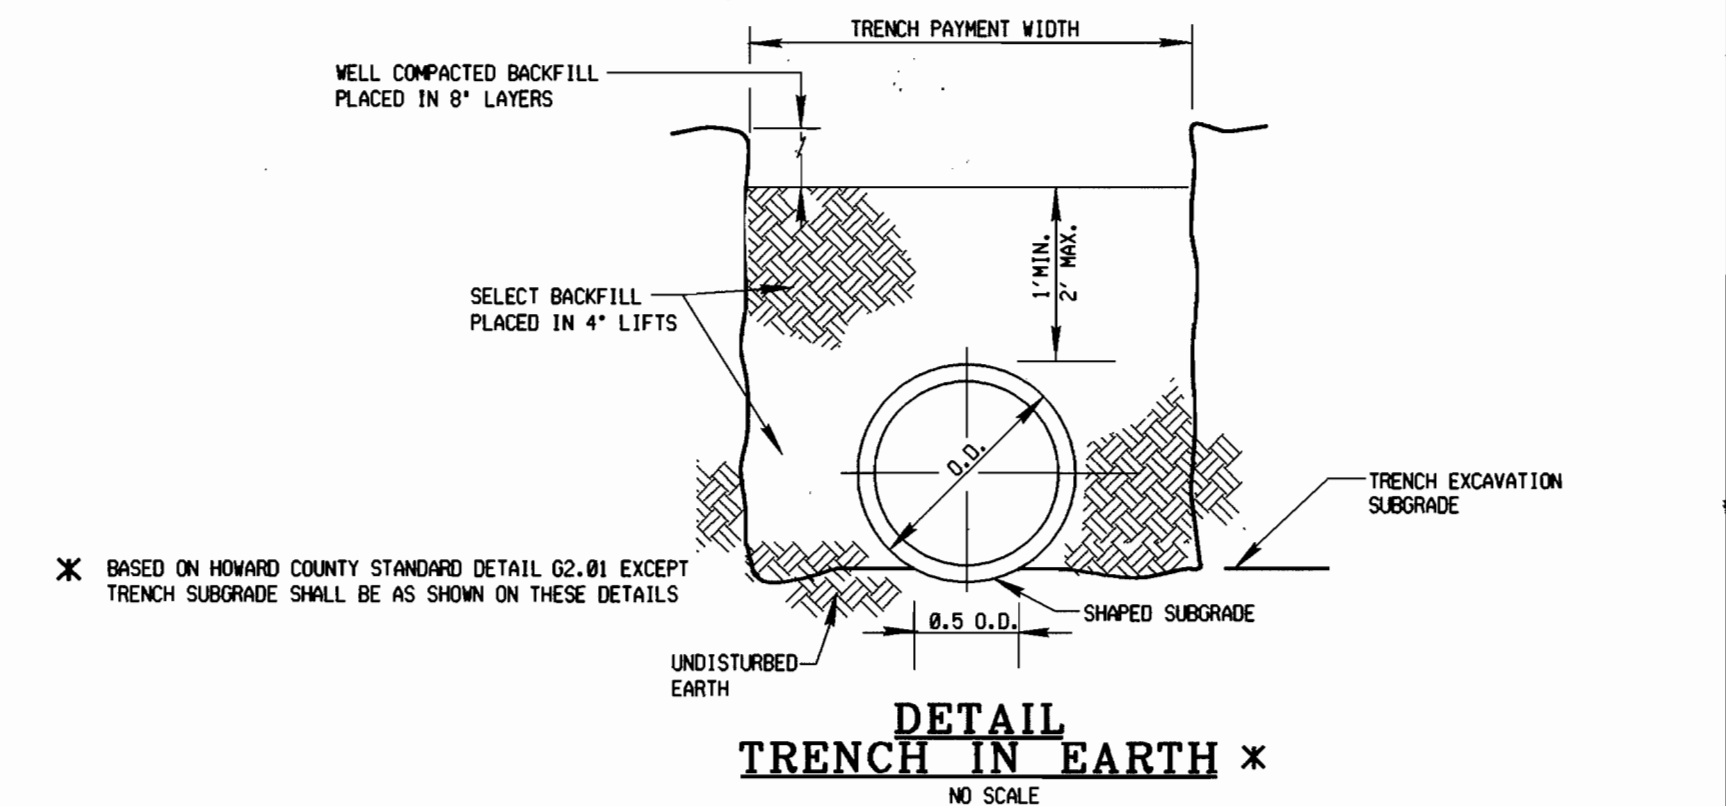 TRENCH PAYMENT WIDTH
WELL COMPACTED BACKFILL
PLACED IN 8" LAYERS
1' MIN.
2' MAX.
SELECT BACKFILL
PLACED IN 4" LIFTS
O.D.
TRENCH EXCAVATION
SUBGRADE
* BASED ON HOWARD COUNTY STANDARD DETAIL G2.01 EXCEPT
TRENCH SUBGRADE SHALL BE AS SHOWN ON THESE DETAILS
SHAPED SUBGRADE
0.5 O.D.
UNDISTURBED
EARTH
DETAIL
TRENCH IN EARTH *
NO SCALE